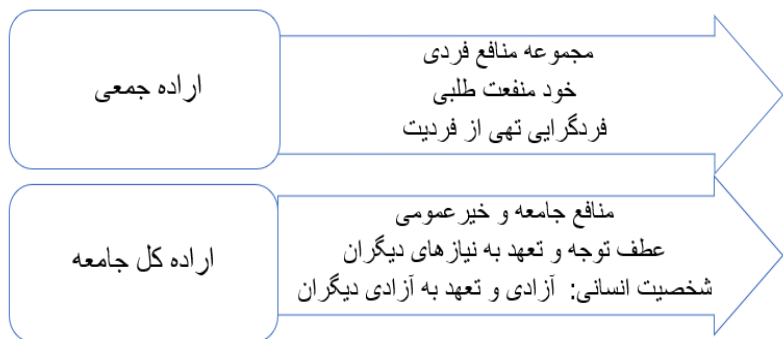 اراده جمعی
مجموعه منافع فردی
خود منفعت طلبی
فردگرایی تهی از فردیت
اراده کل جامعه
منافع جامعه و خیرعمومی
عطف توجه و تعهد به نیازهای دیگران
شخصیت انسانی: آزادی و تعهد به آزادی دیگران